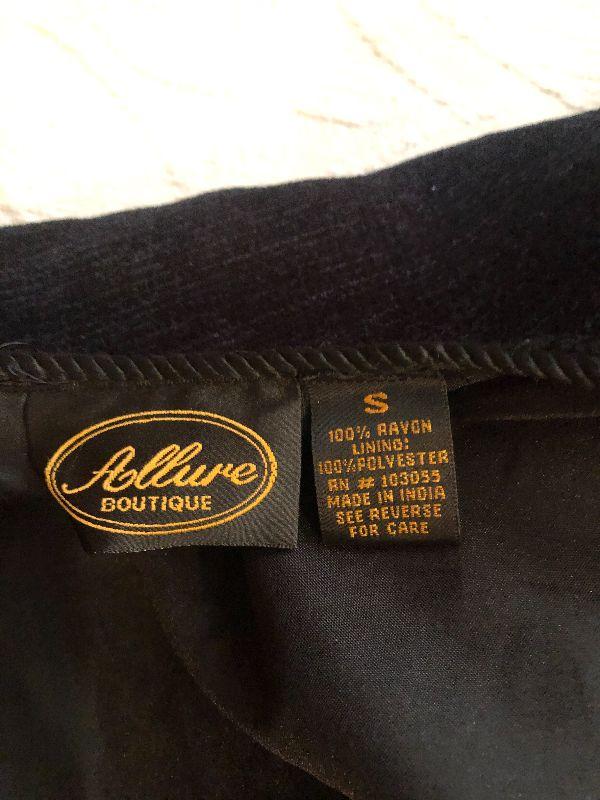 Allure
BOUTIQUE
S
100% RAYON
LINING:
100% POLYESTER
RN # 103055
MADE IN INDIA
SEE REVERSE
FOR CARE